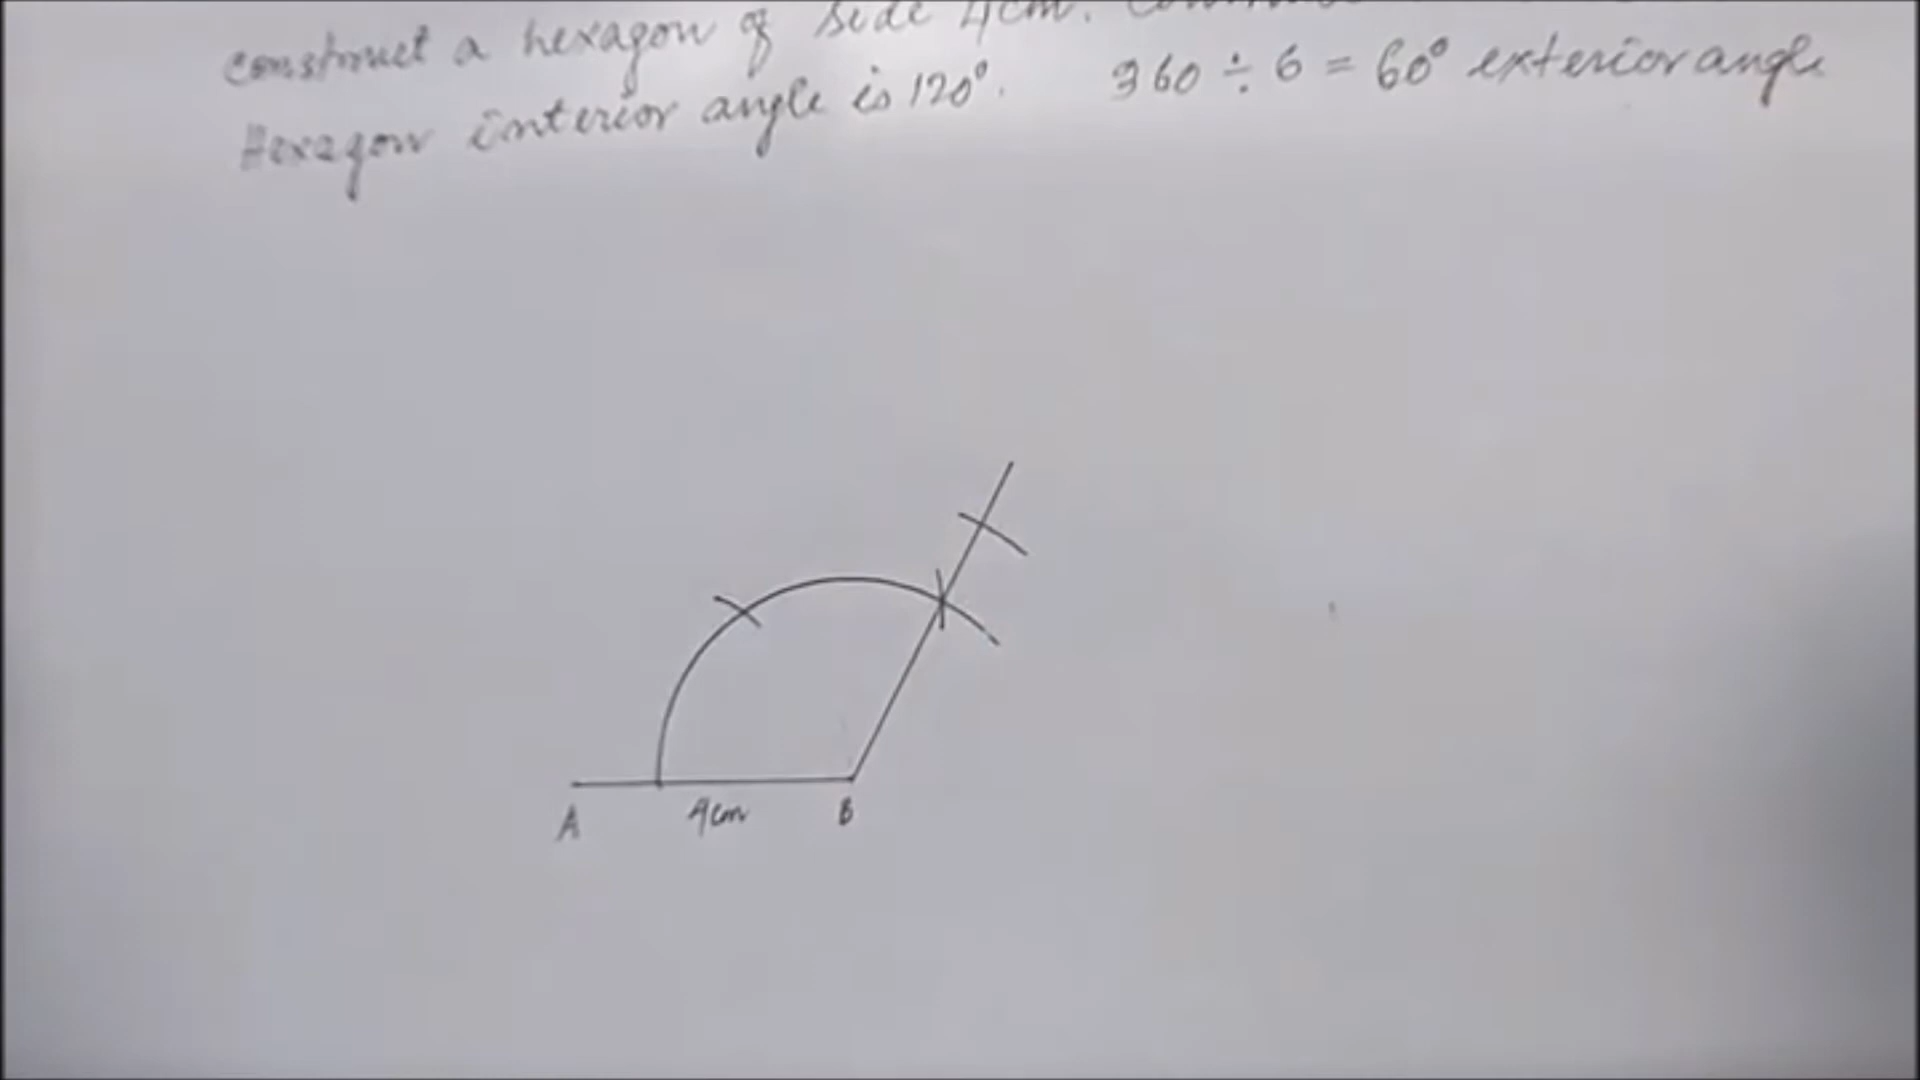 construct a hexagon of side 4cm.
Hexagon interior angle is 120°. 360 ÷ 6 = 60° exterior angle
A 4cm B